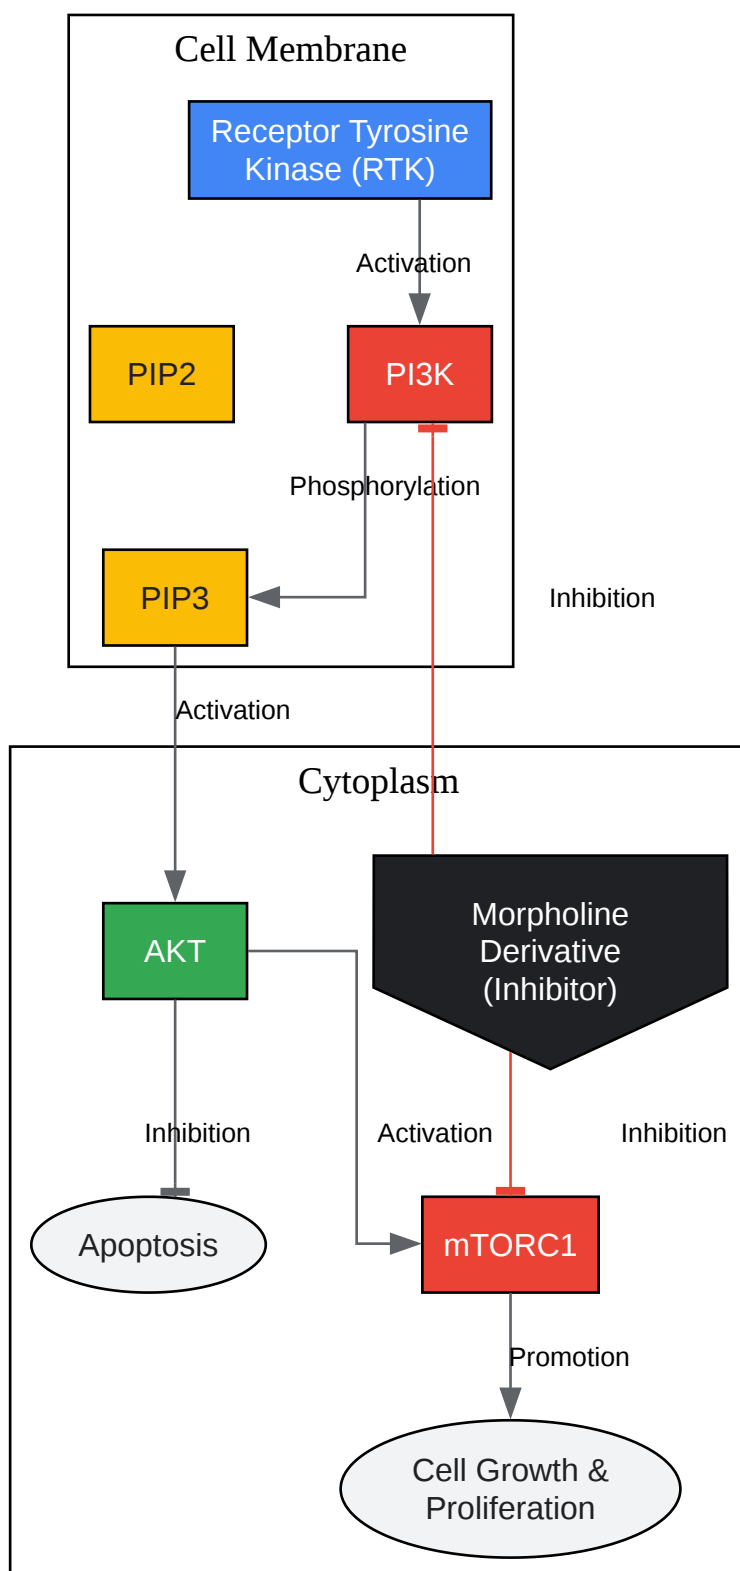 Cell Membrane
Receptor Tyrosine
Kinase (RTK)
Activation
PIP2
PI3K
Phosphorylation
PIP3
Inhibition
Activation
Cytoplasm
AKT
Morpholine
Derivative
(Inhibitor)
Inhibition
Activation
Inhibition
Apoptosis
mTORC1
Promotion
Cell Growth &
Proliferation